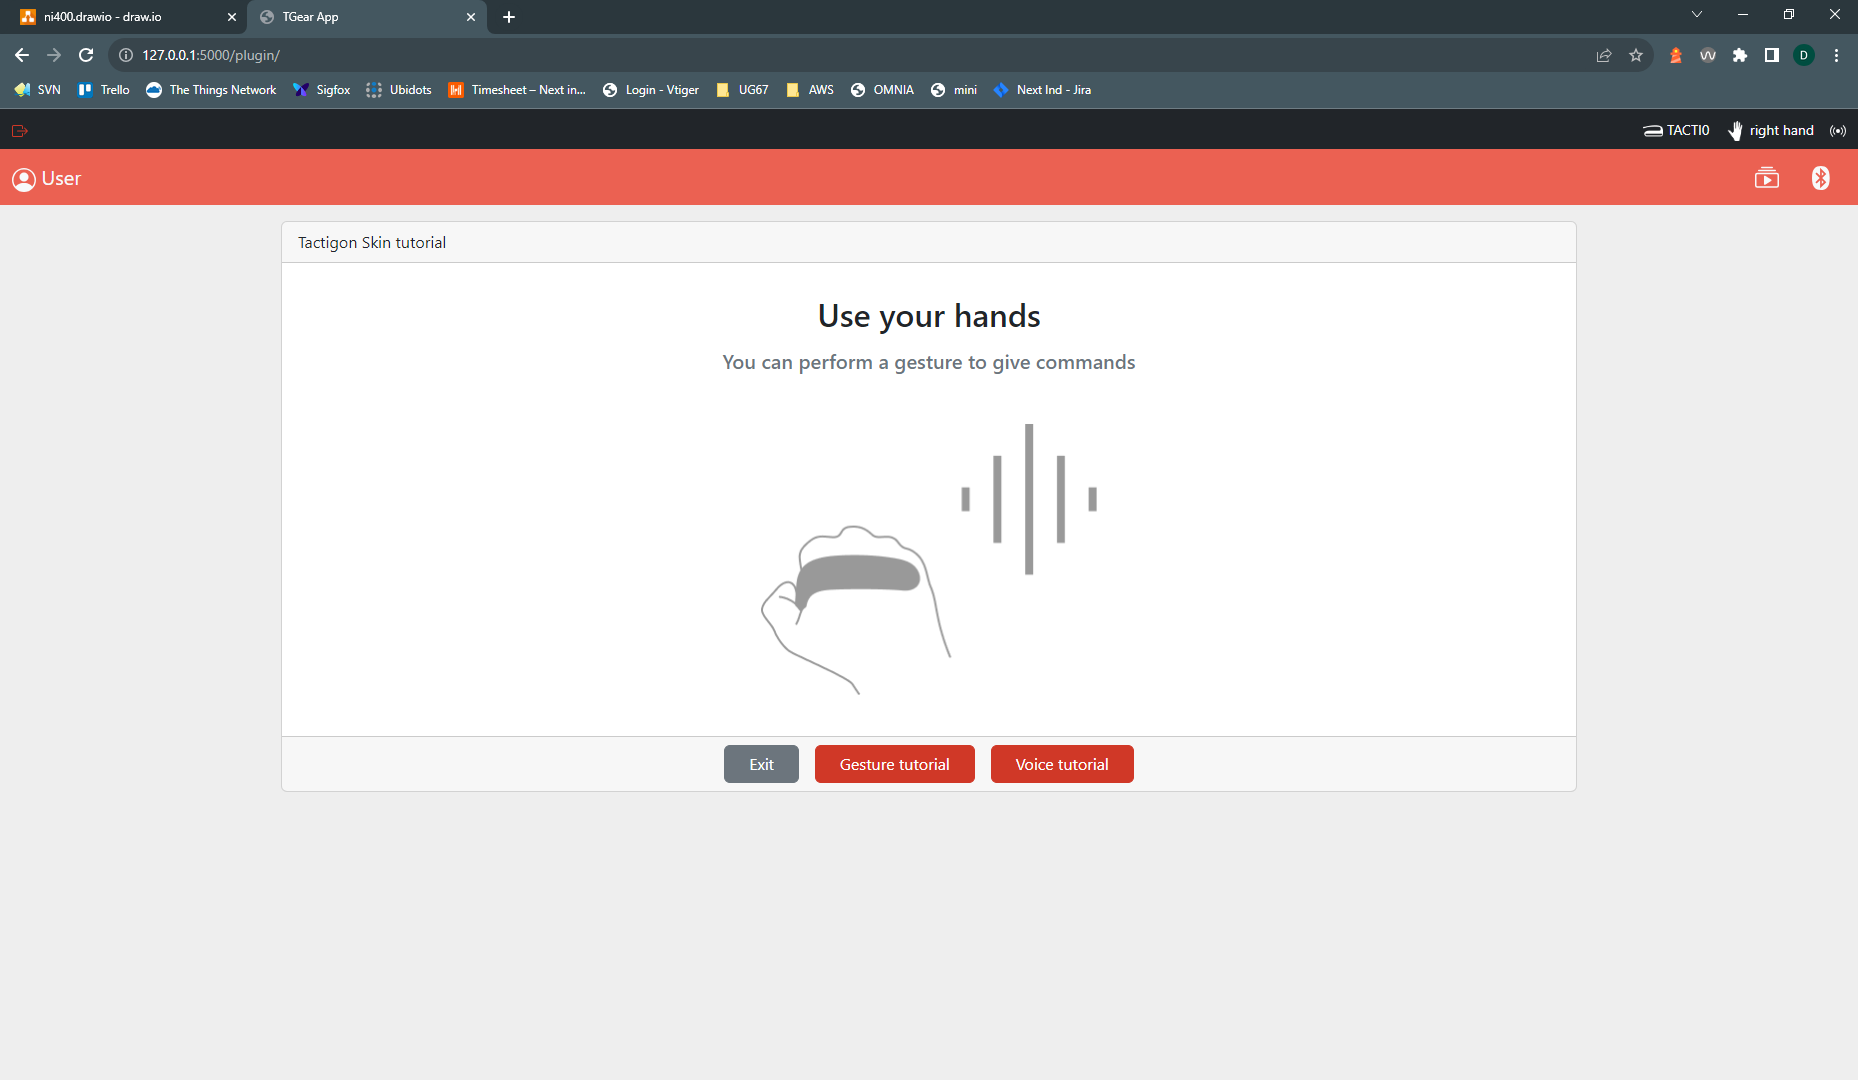 ni400.drawio - draw.io
TGear App
127.0.0.1:5000/plugin/
D
SVN
Trello
The Things Network
Sigfox
Ubidots
Timesheet – Next in...
Login - Vtiger
UG67
AWS
OMNIA
mini
Next Ind - Jira
TACTI0
right hand
User
Tactigon Skin tutorial
Use your hands
You can perform a gesture to give commands
Exit
Gesture tutorial
Voice tutorial